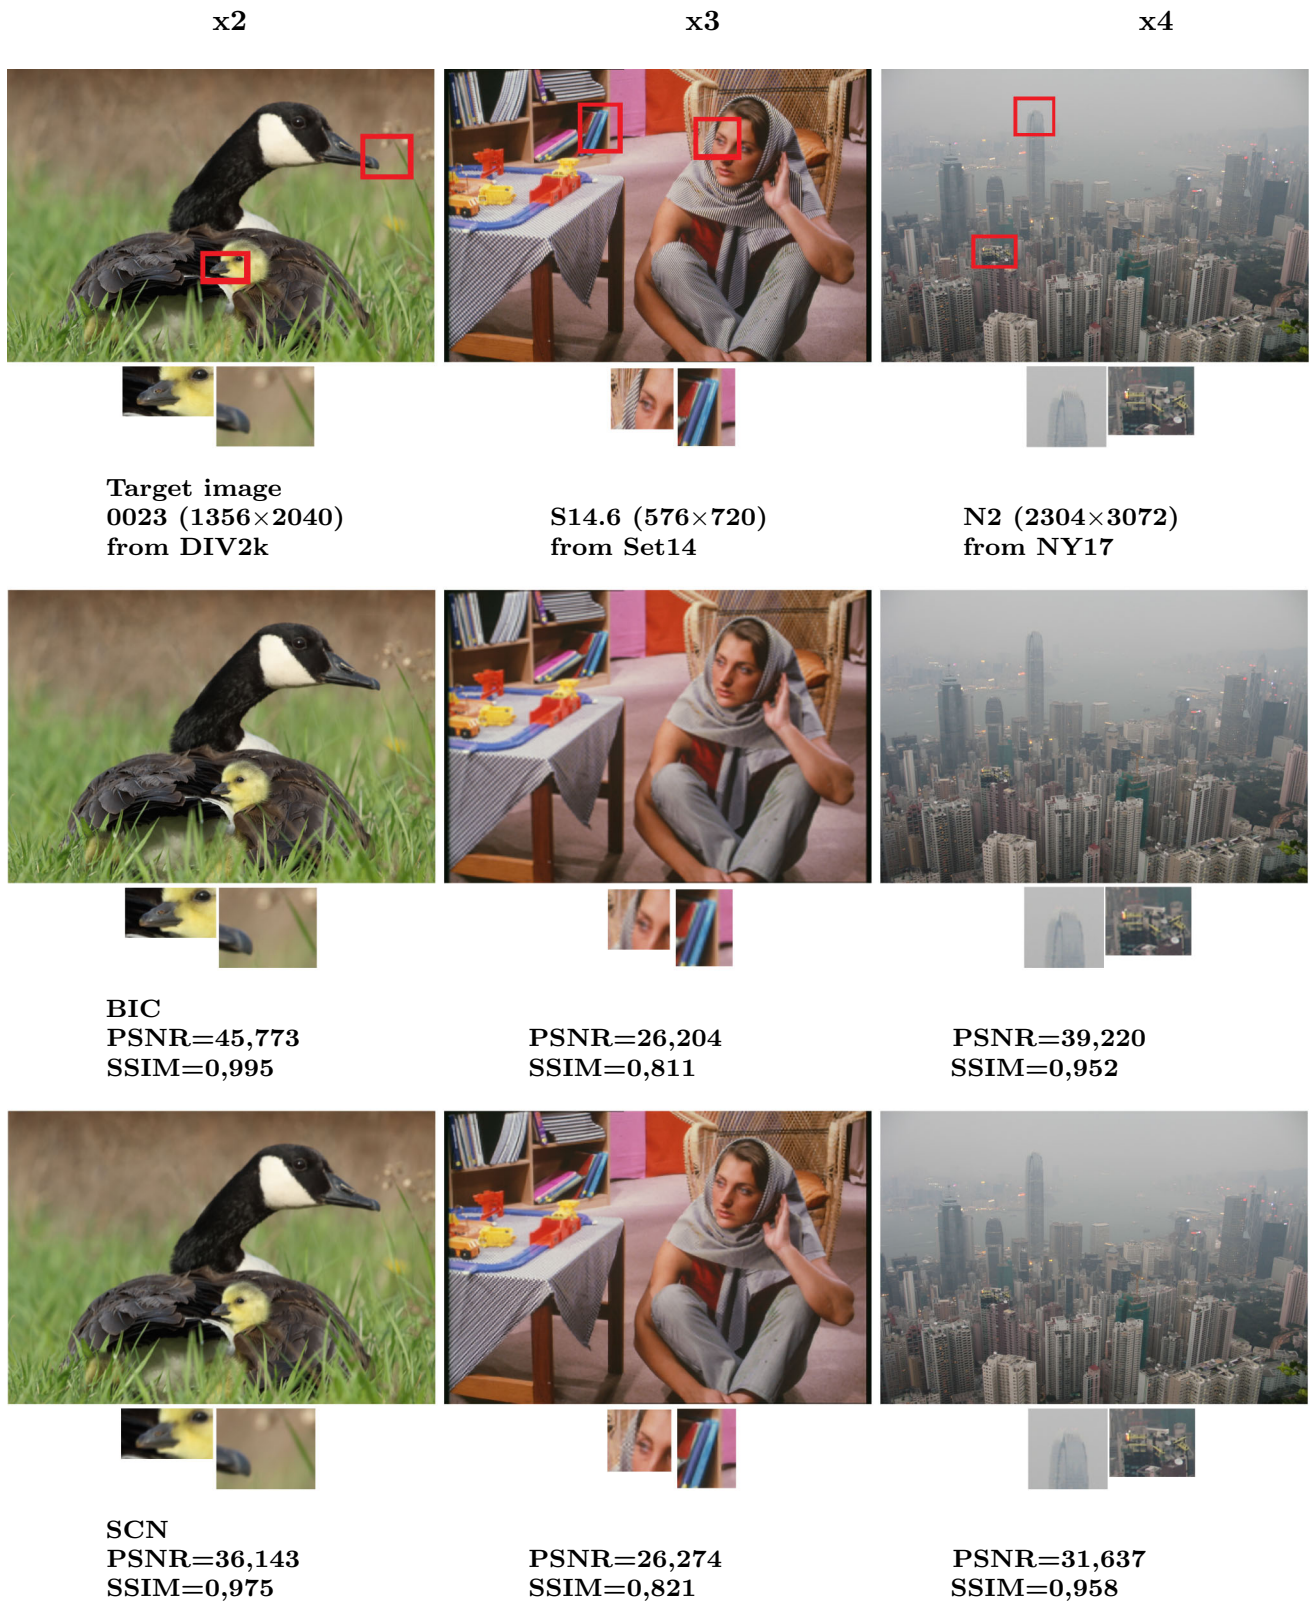 x2 x3 x4
Target image
0023 (1356×2040) S14.6 (576×720) N2 (2304×3072)
from DIV2k from Set14 from NY17
BIC
PSNR=45,773 PSNR=26,204 PSNR=39,220
SSIM=0,995 SSIM=0,811 SSIM=0,952
SCN
PSNR=36,143 PSNR=26,274 PSNR=31,637
SSIM=0,975 SSIM=0,821 SSIM=0,958